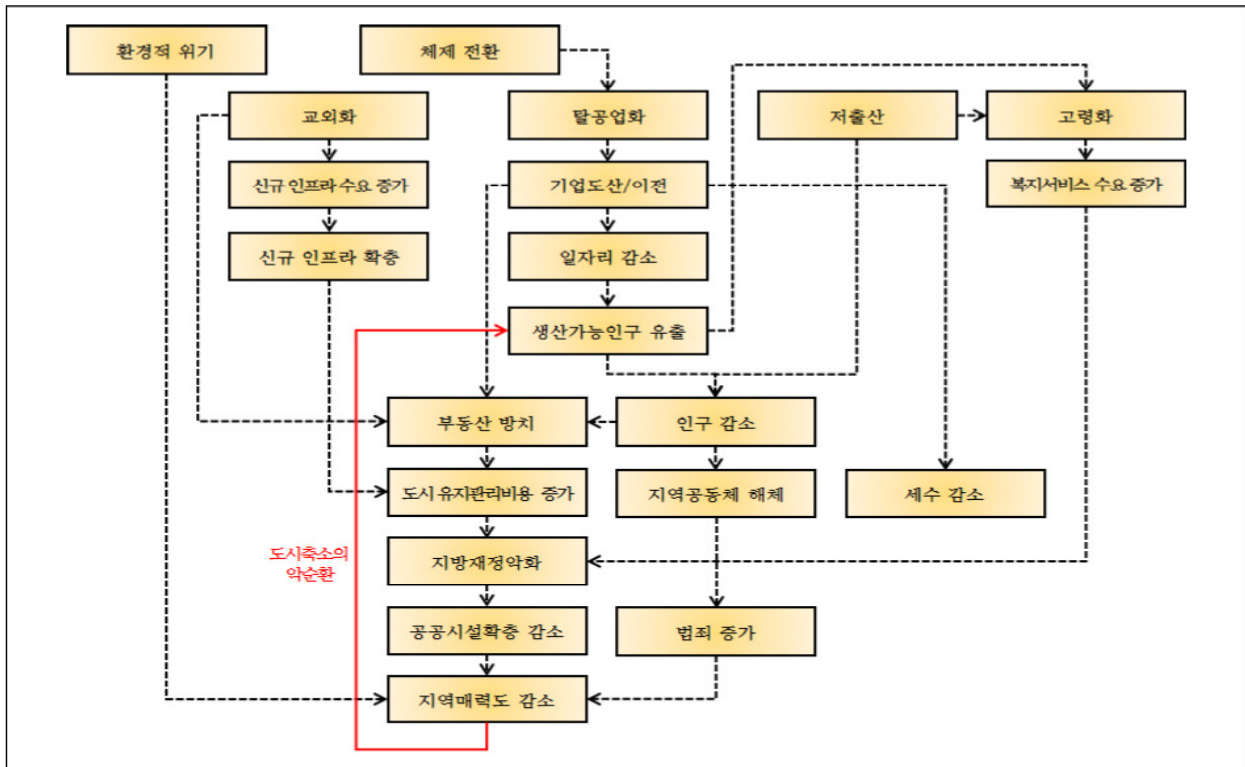 환경적 위기
체제 전환
교외화
탈공업화
저출산
고령화
신규 인프라 수요 증가
기업도산/이전
복지서비스 수요 증가
신규 인프라 확충
일자리 감소
생산가능인구 유출
부동산 방치
인구 감소
도시 유지관리비용 증가
지역공동체 해체
세수 감소
도시축소의
악순환
지방재정악화
공공시설확충 감소
범죄 증가
지역매력도 감소